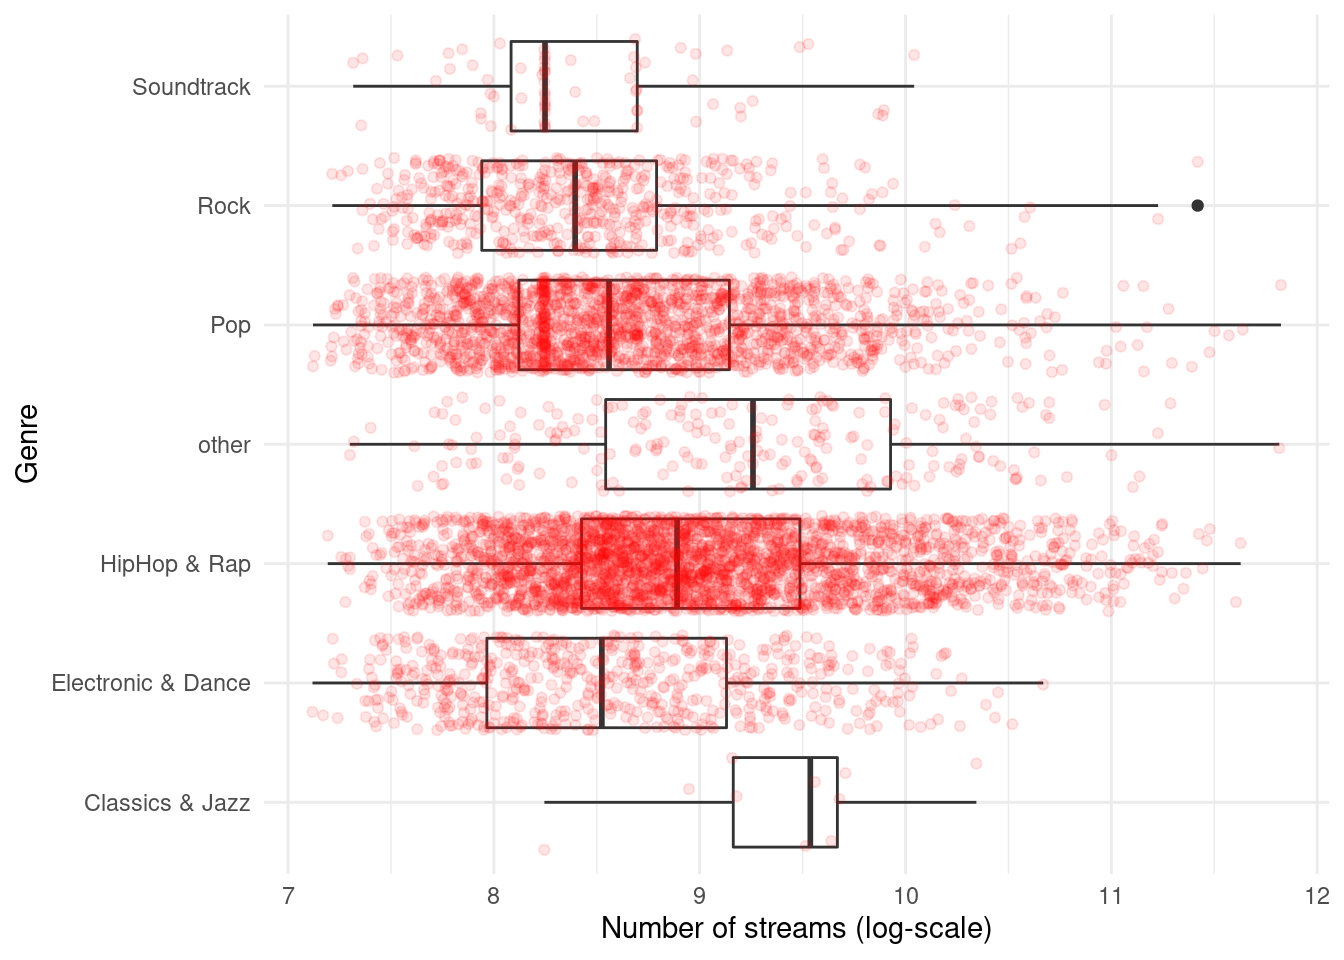 Soundtrack
Rock
Pop
other
HipHop & Rap
Electronic & Dance
Classics & Jazz
Genre
7 8 9 10 11 12
Number of streams (log-scale)